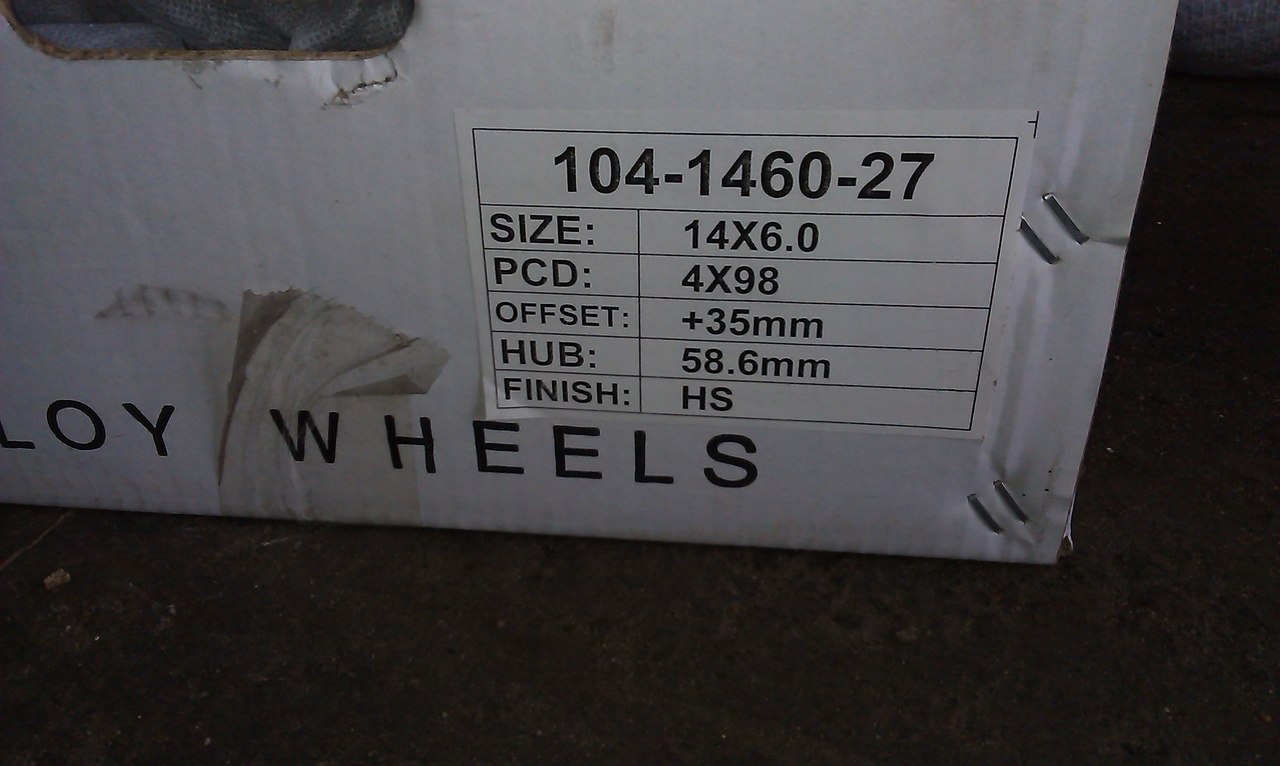 104-1460-27
SIZE: 14X6.0
PCD: 4X98
OFFSET: +35mm
HUB: 58.6mm
FINISH: HS
LOY WHEELS